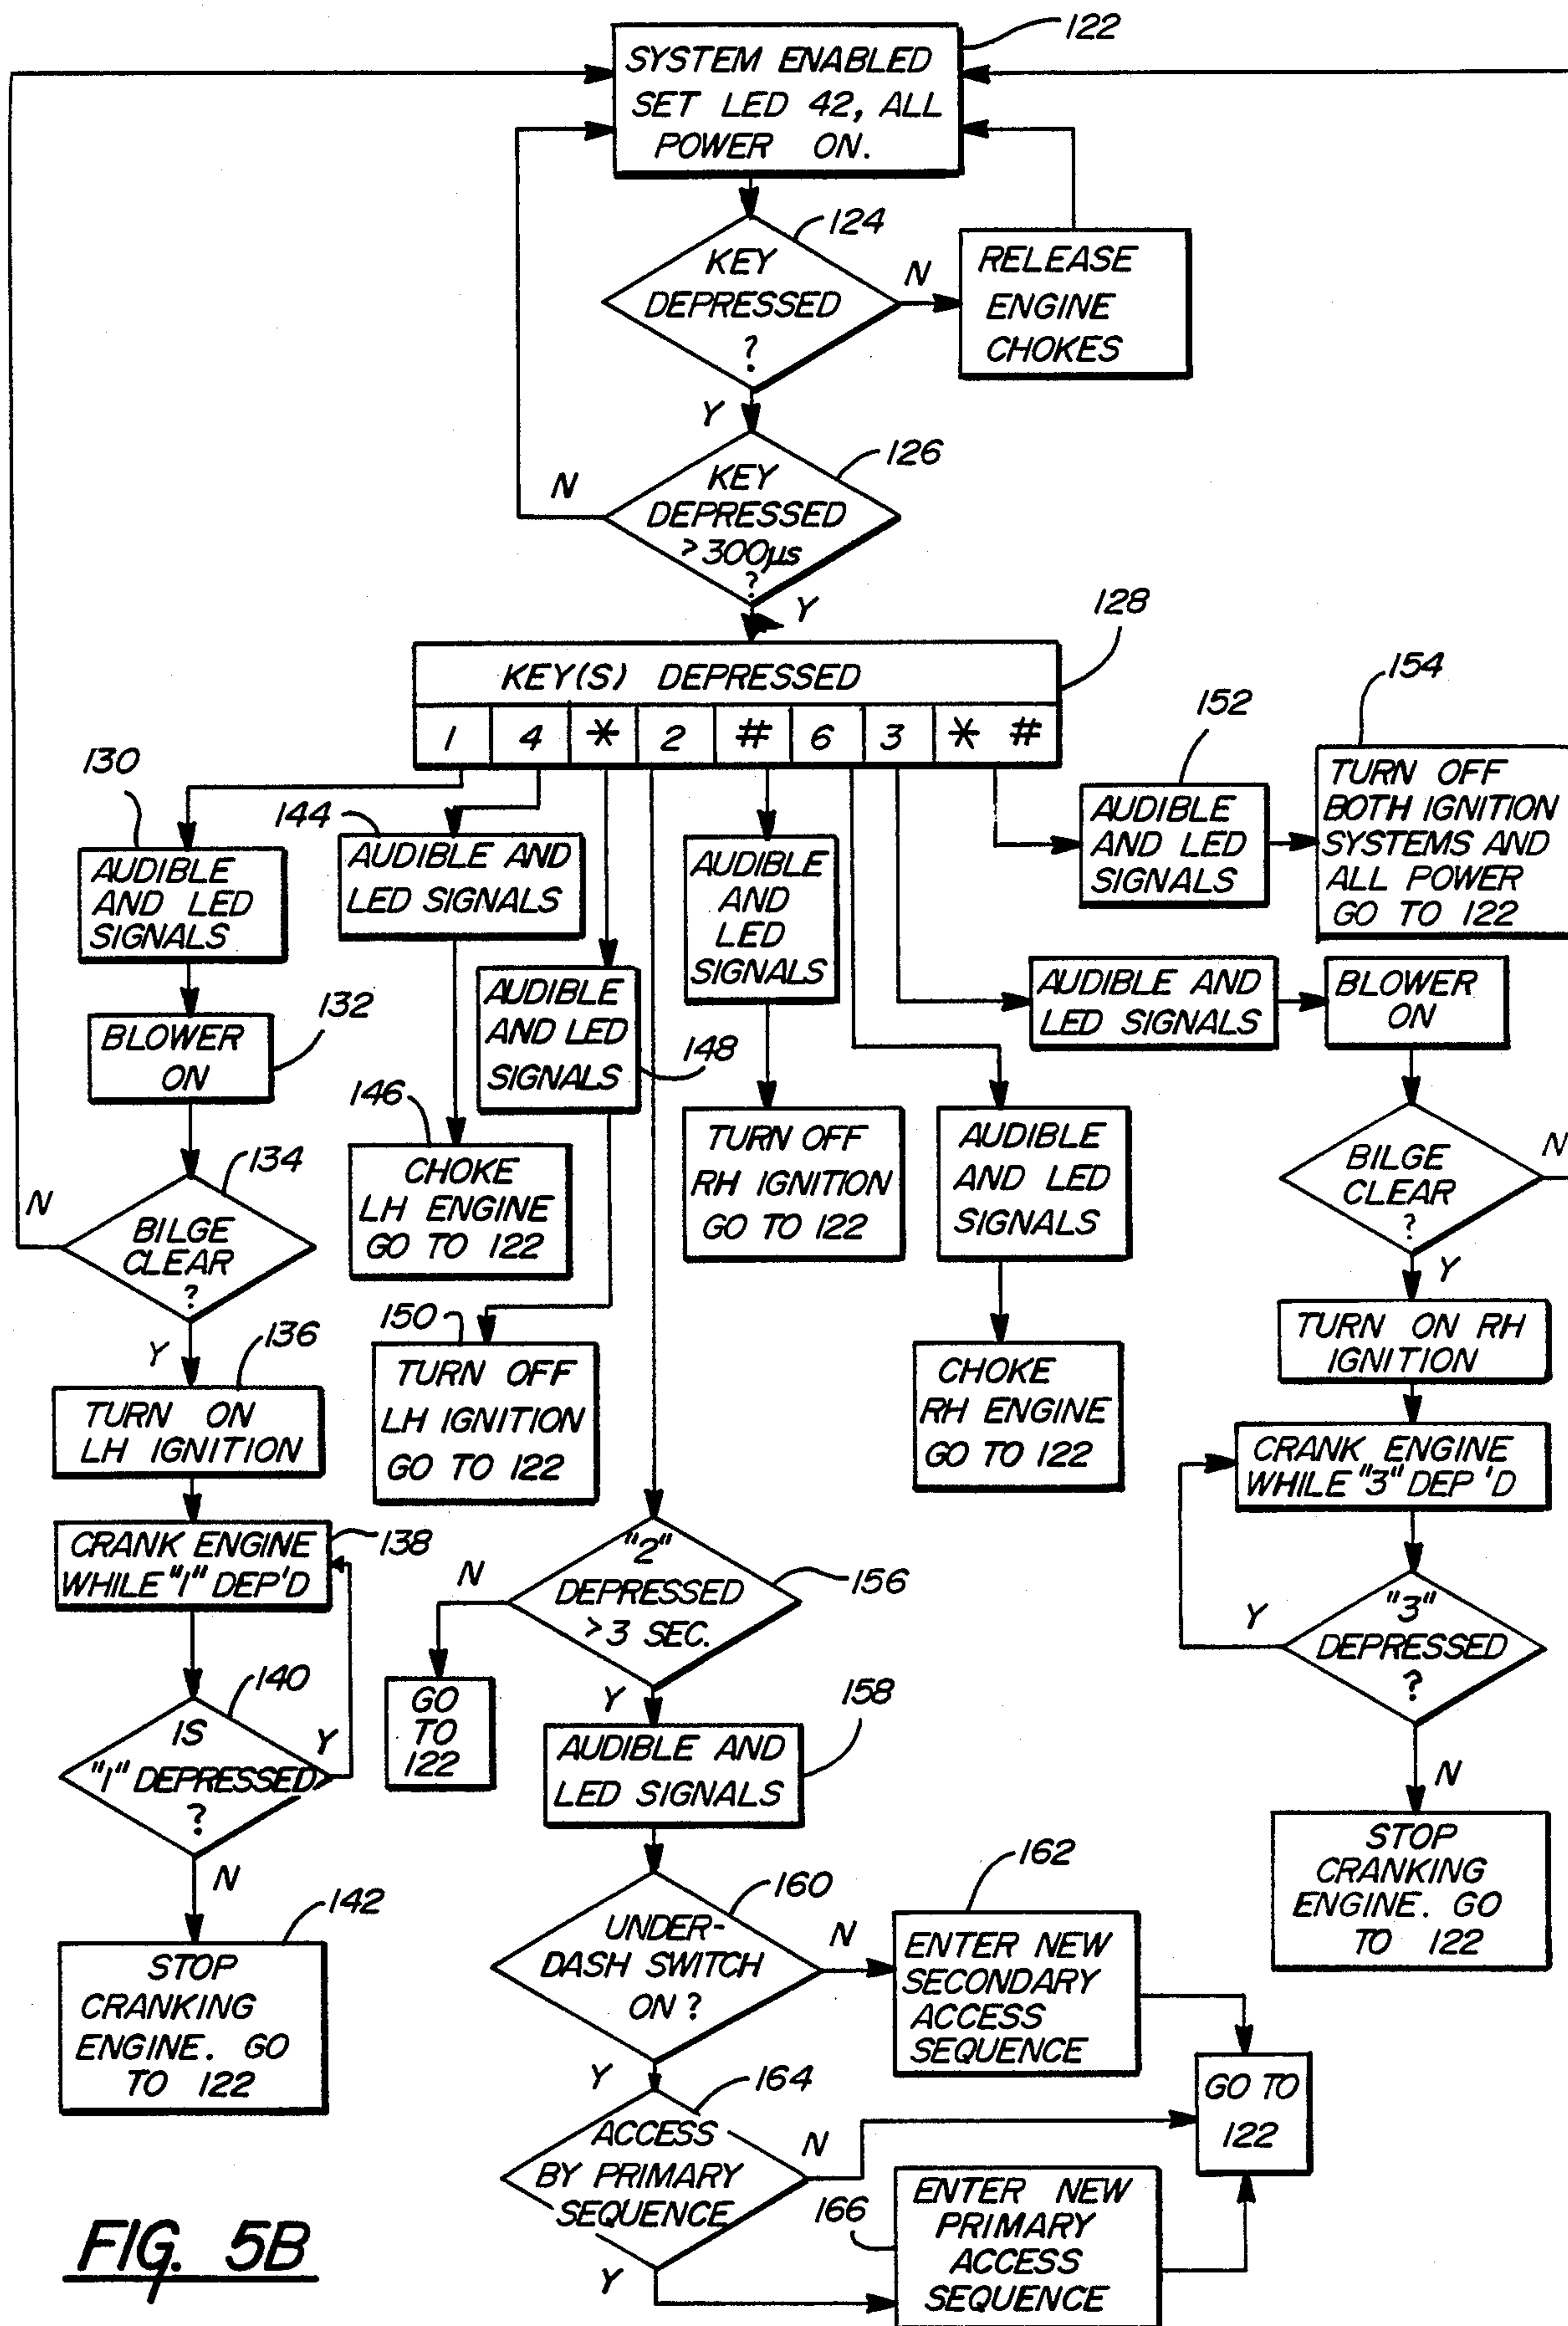 122
SYSTEM ENABLED
SET LED 42, ALL
POWER ON.
124
KEY
DEPRESSED
?
N
RELEASE
ENGINE
CHOKES
Y
126
KEY
DEPRESSED
>300µs
?
N
Y
128
KEY(S) DEPRESSED
1 4 * 2 # 6 3 * #
130
AUDIBLE
AND LED
SIGNALS
132
BLOWER
ON
134
BILGE
CLEAR
?
N
Y
136
TURN ON
LH IGNITION
138
CRANK ENGINE
WHILE "1" DEP'D
140
IS
"1" DEPRESSED
?
Y
N
142
STOP
CRANKING
ENGINE. GO
TO 122
144
AUDIBLE AND
LED SIGNALS
146
CHOKE
LH ENGINE
GO TO 122
148
AUDIBLE
AND LED
SIGNALS
150
TURN OFF
LH IGNITION
GO TO 122
"2"
DEPRESSED
>3 SEC.
156
N
GO
TO
122
Y
158
AUDIBLE AND
LED SIGNALS
160
UNDER-
DASH SWITCH
ON ?
N
162
ENTER NEW
SECONDARY
ACCESS
SEQUENCE
Y
164
ACCESS
BY PRIMARY
SEQUENCE
N
GO TO
122
Y
166
ENTER NEW
PRIMARY
ACCESS
SEQUENCE
AUDIBLE
AND
LED
SIGNALS
TURN OFF
RH IGNITION
GO TO 122
AUDIBLE
AND LED
SIGNALS
CHOKE
RH ENGINE
GO TO 122
152
AUDIBLE
AND LED
SIGNALS
154
TURN OFF
BOTH IGNITION
SYSTEMS AND
ALL POWER
GO TO 122
AUDIBLE AND
LED SIGNALS
BLOWER
ON
BILGE
CLEAR
?
N
Y
TURN ON RH
IGNITION
CRANK ENGINE
WHILE "3" DEP'D
"3"
DEPRESSED
?
Y
N
STOP
CRANKING
ENGINE. GO
TO 122
FIG. 5B